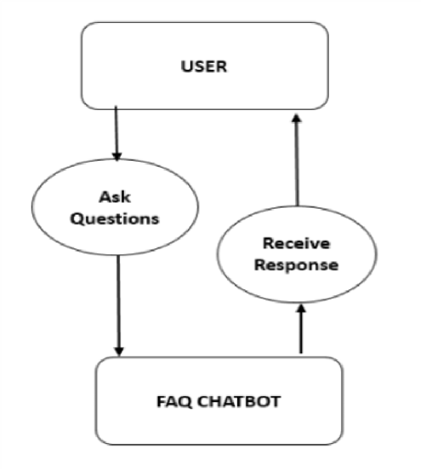 USER
Ask
Questions
Receive
Response
FAQ CHATBOT